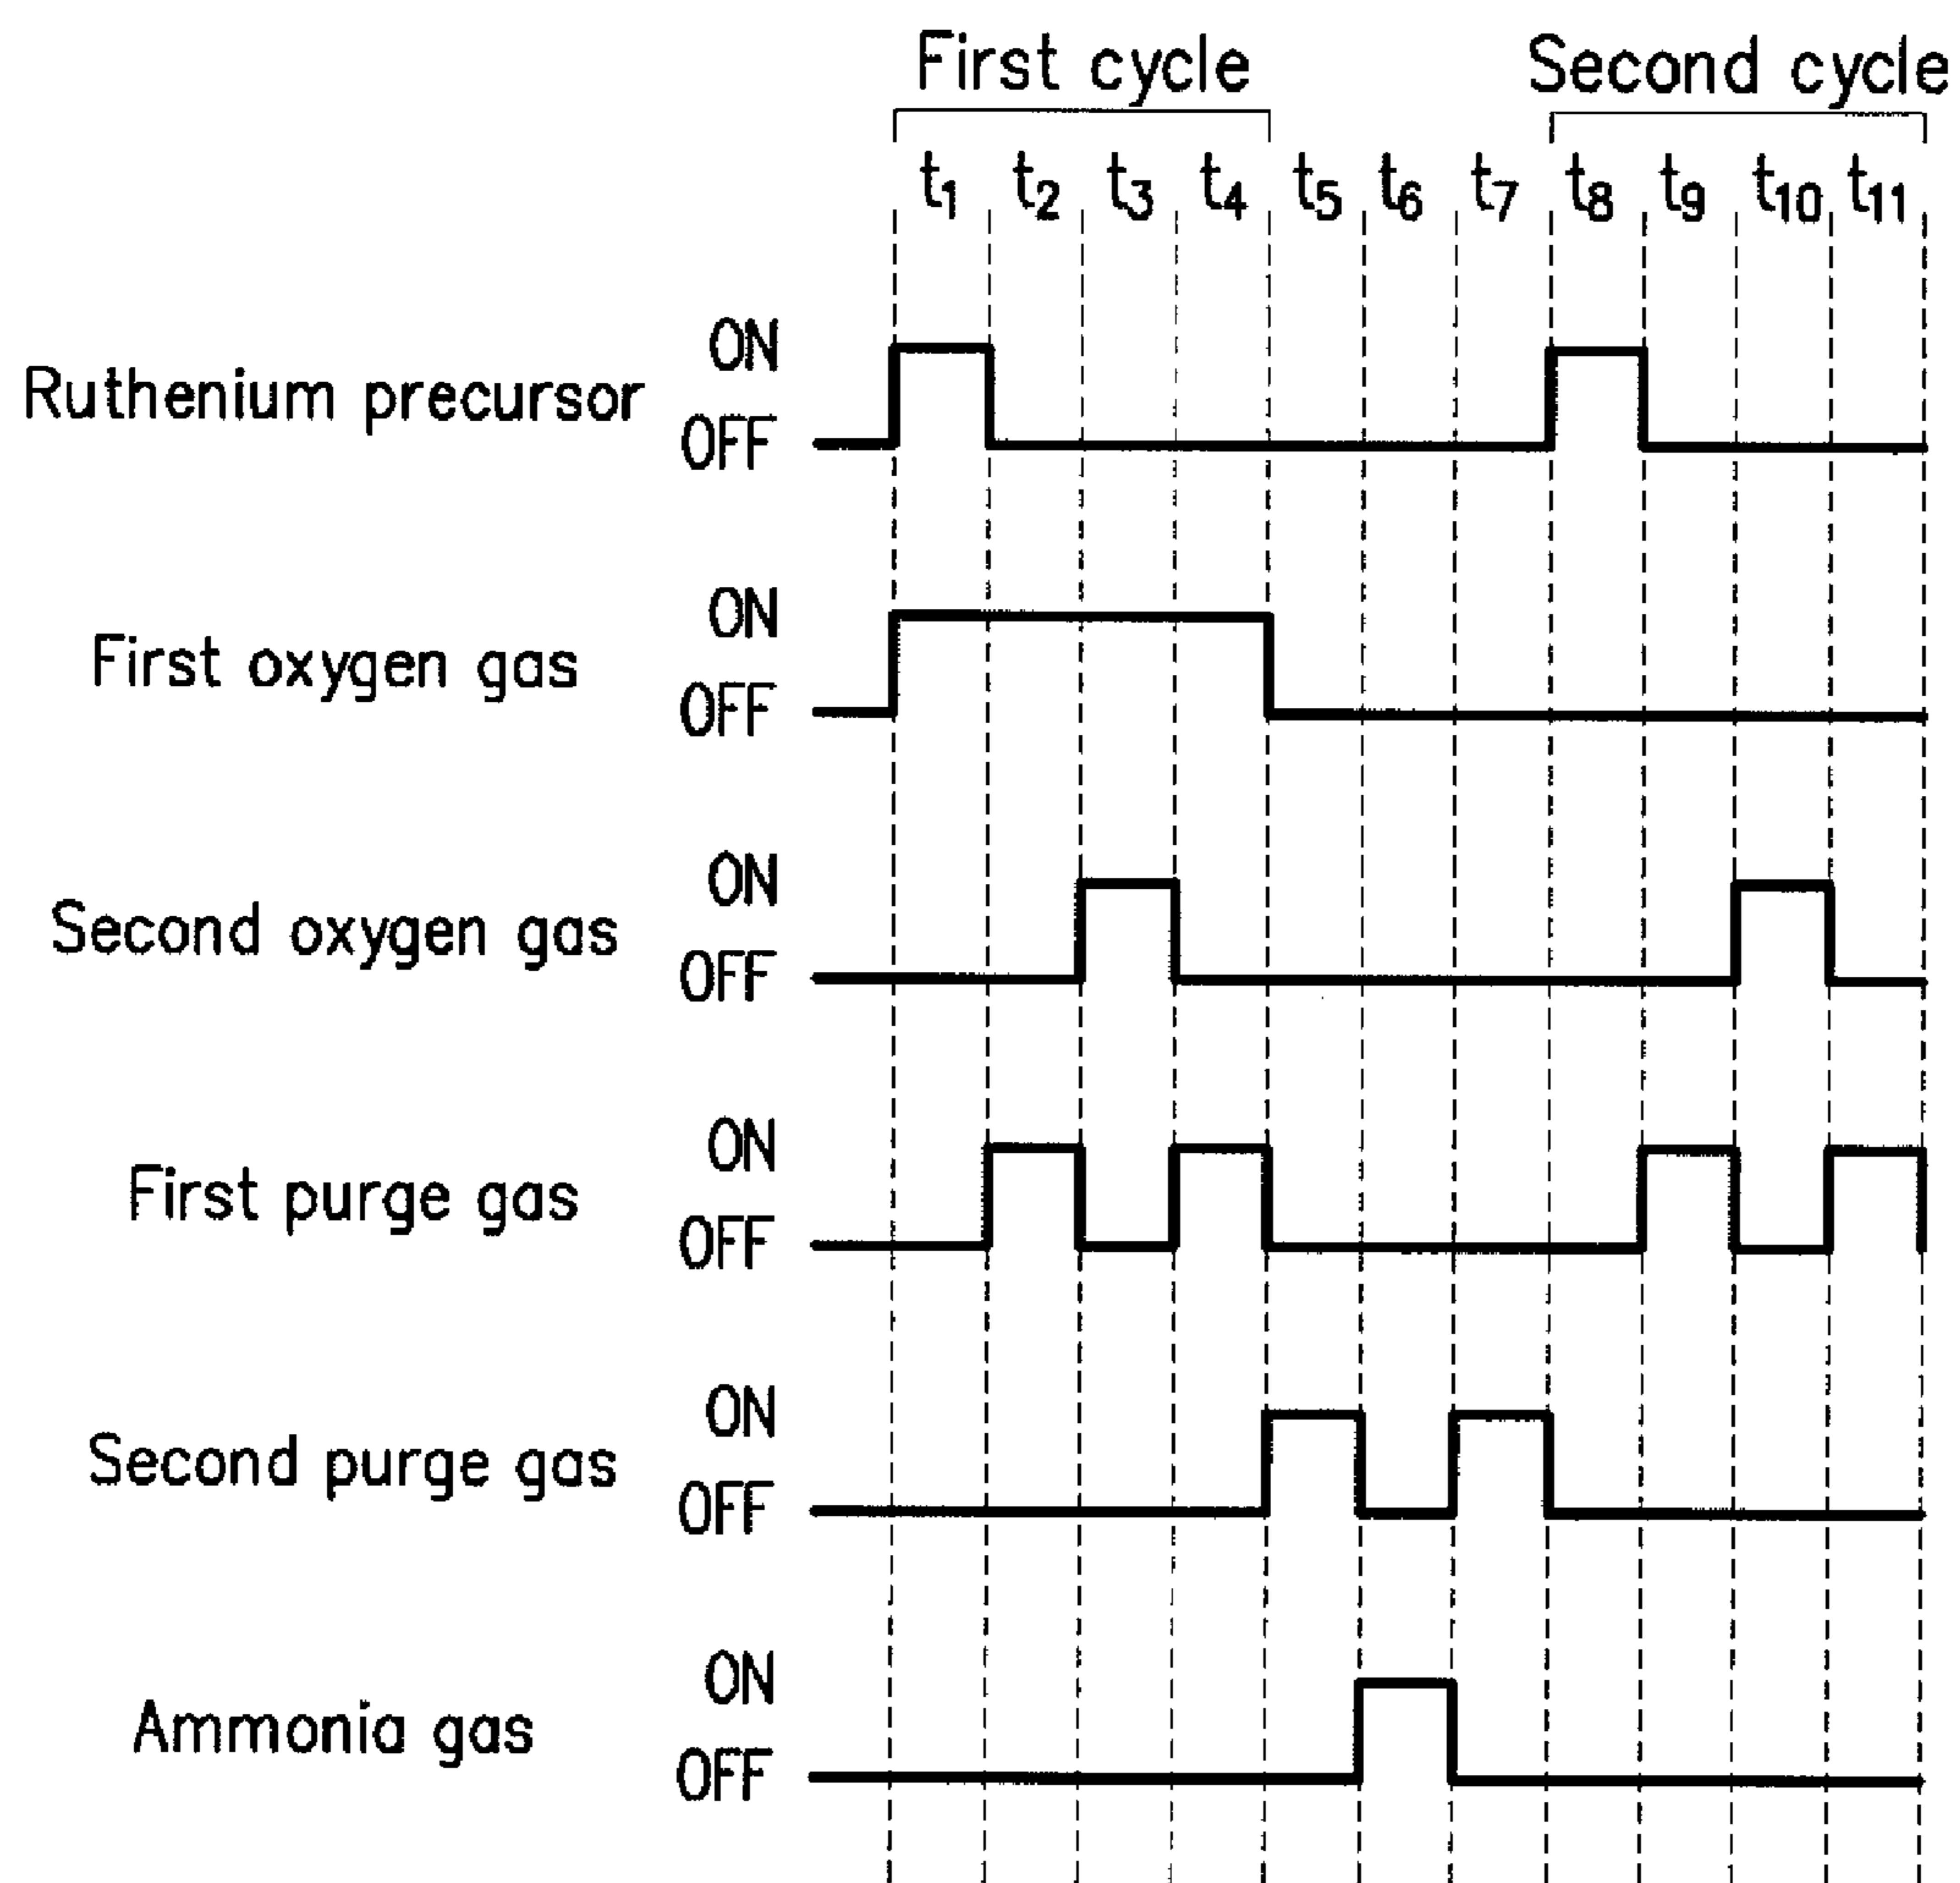 First cycle Second cycle
t1 t2 t3 t4 t5 t6 t7 t8 t9 t10 t11
ON
Ruthenium precursor
OFF
ON
First oxygen gas
OFF
ON
Second oxygen gas
OFF
ON
First purge gas
OFF
ON
Second purge gas
OFF
ON
Ammonia gas
OFF